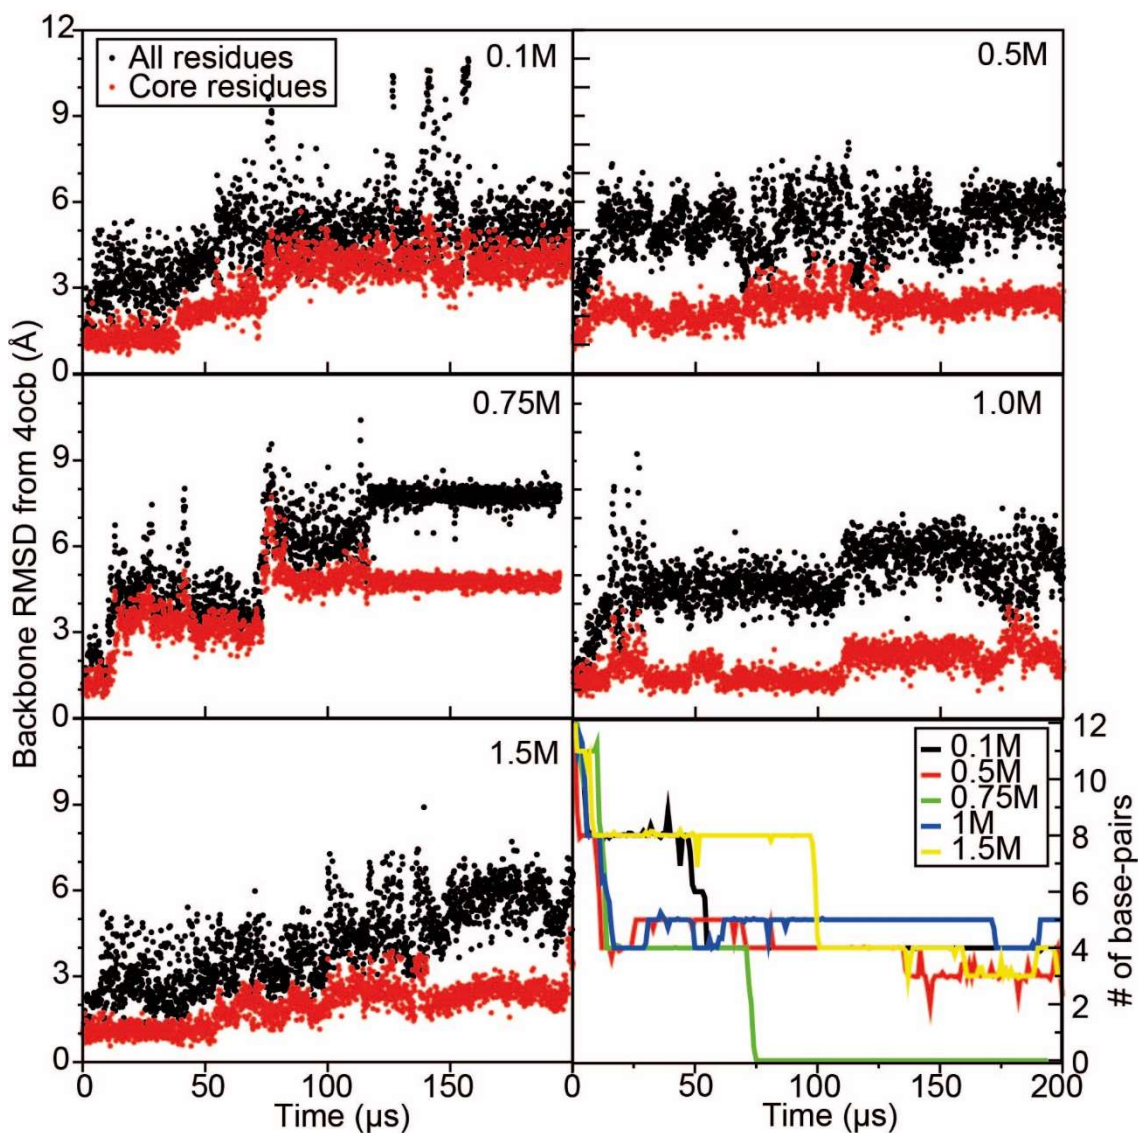 12
All residues
Core residues
0.1M
0.5M
9
6
3
0
Backbone RMSD from 4ocb (Å)
0.75M
1.0M
9
6
3
0
1.5M
9
6
3
0
0 50 100 150
Time (µs)
0.1M
0.5M
0.75M
1M
1.5M
12
10
8
6
4
2
0
# of base-pairs
0 50 100 150 200
Time (µs)